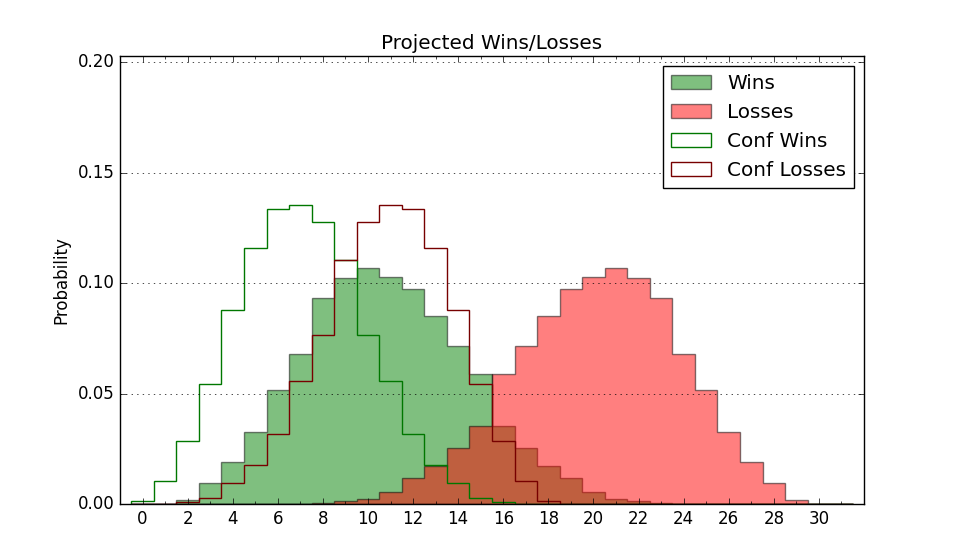 Projected Wins/Losses
Wins
Losses
Conf Wins
Conf Losses
Probability
0.20
0.15
0.10
0.05
0.00
0 2 4 6 8 10 12 14 16 18 20 22 24 26 28 30